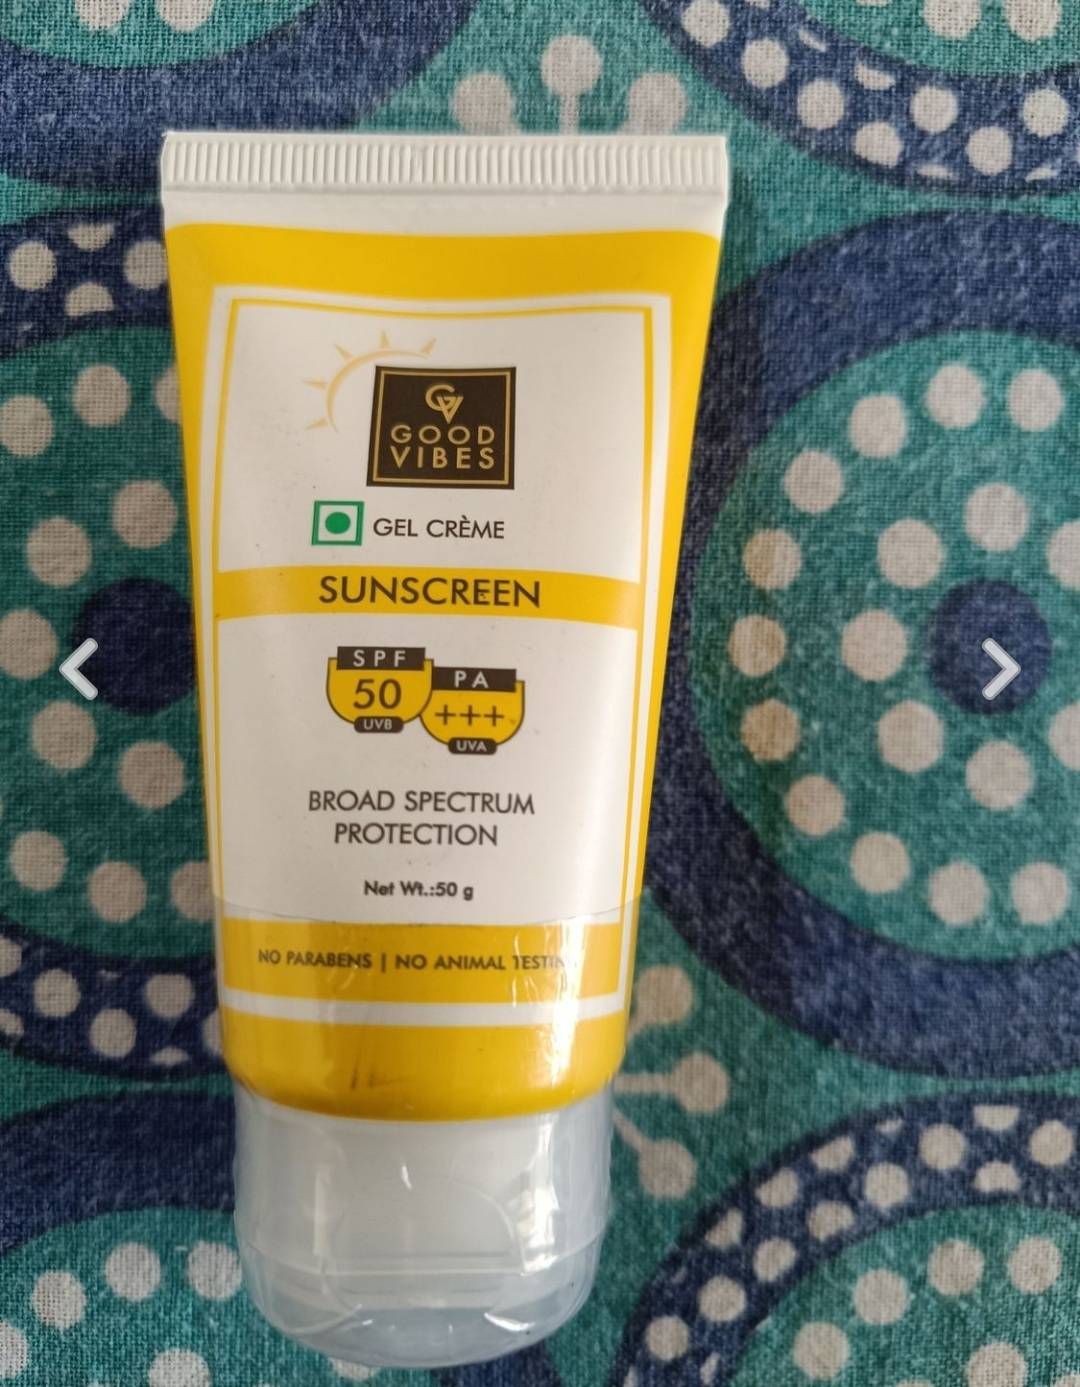 GV
GOOD
VIBES
GEL CRÈME
SUNSCREEN
SPF
50
UVB
PA
+++
UVA
BROAD SPECTRUM
PROTECTION
Net Wt.:50 g
NO PARABENS | NO ANIMAL